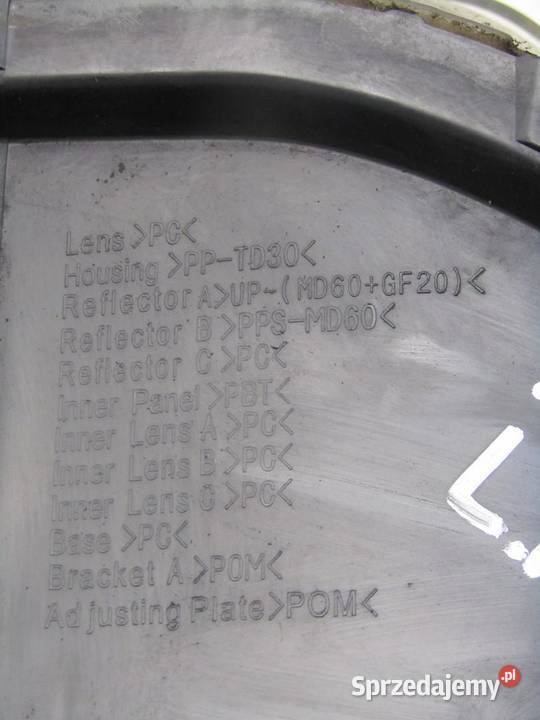 Lens >PC<
Housing >PP-TD30<
Reflector A>UP-(MD60+GF20)<
Reflector B >PPS-MD60<
Reflector C >PC<
Inner Panel >PBT<
Inner Lens A >PC<
Inner Lens B >PC<
Inner Lens C >PC<
Base >PC<
Bracket A >POM<
Adjusting Plate>POM<
Sprzedajemy.pl